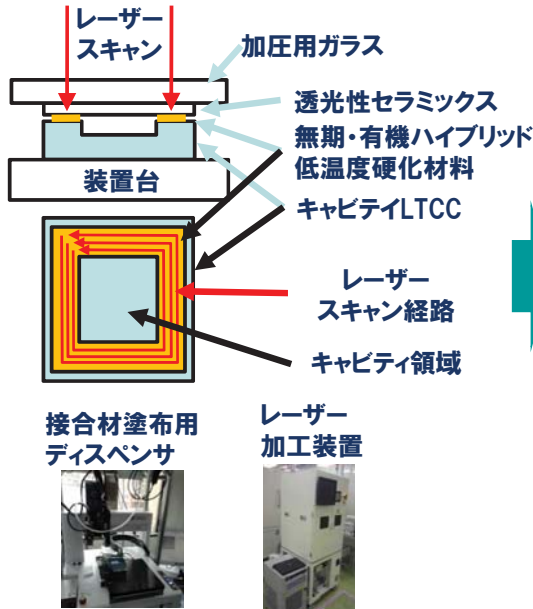 レーザー
スキャン
加圧用ガラス
透光性セラミックス
無期・有機ハイブリッド
低温度硬化材料
装置台
キャビテイLTCC
レーザー
スキャン経路
キャビティ領域
接合材塗布用
ディスペンサ
レーザー
加工装置